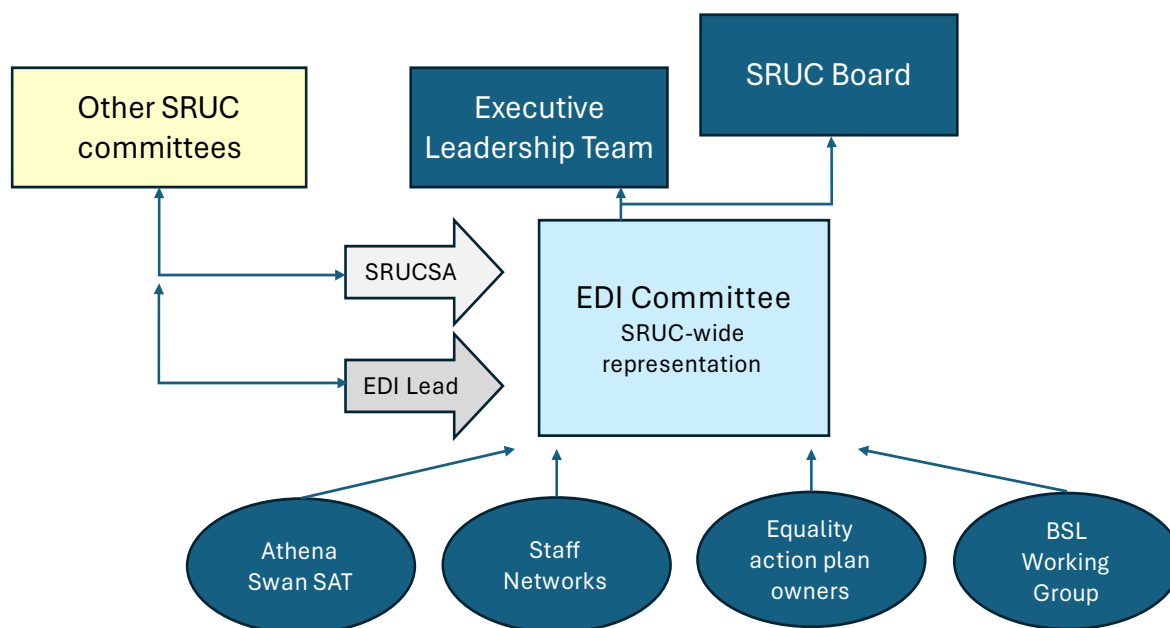 Other SRUC
committees
Executive
Leadership Team
SRUC Board
SRUCSA
EDI Lead
EDI Committee
SRUC-wide
representation
Athena
Swan SAT
Staff
Networks
Equality
action plan
owners
BSL
Working
Group